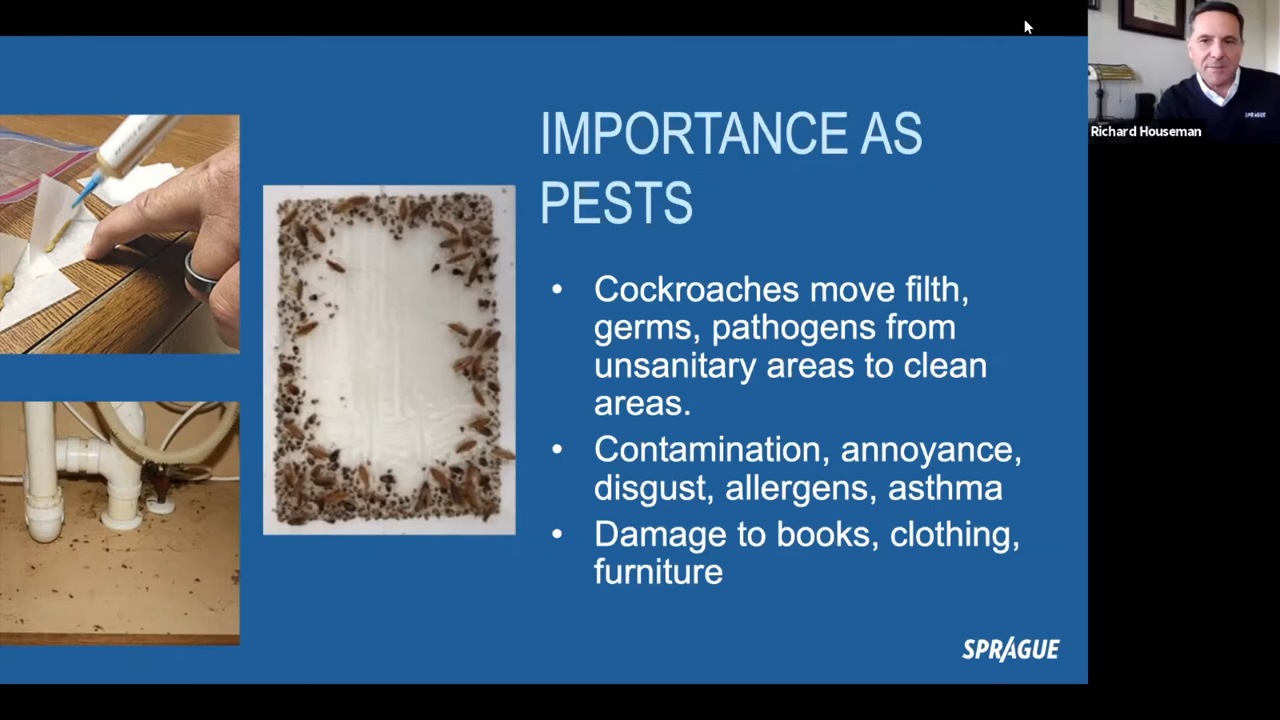 IMPORTANCE AS
PESTS
• Cockroaches move filth,
germs, pathogens from
unsanitary areas to clean
areas.
• Contamination, annoyance,
disgust, allergens, asthma
• Damage to books, clothing,
furniture
SPRAGUE
Richard Houseman
SPRAGUE